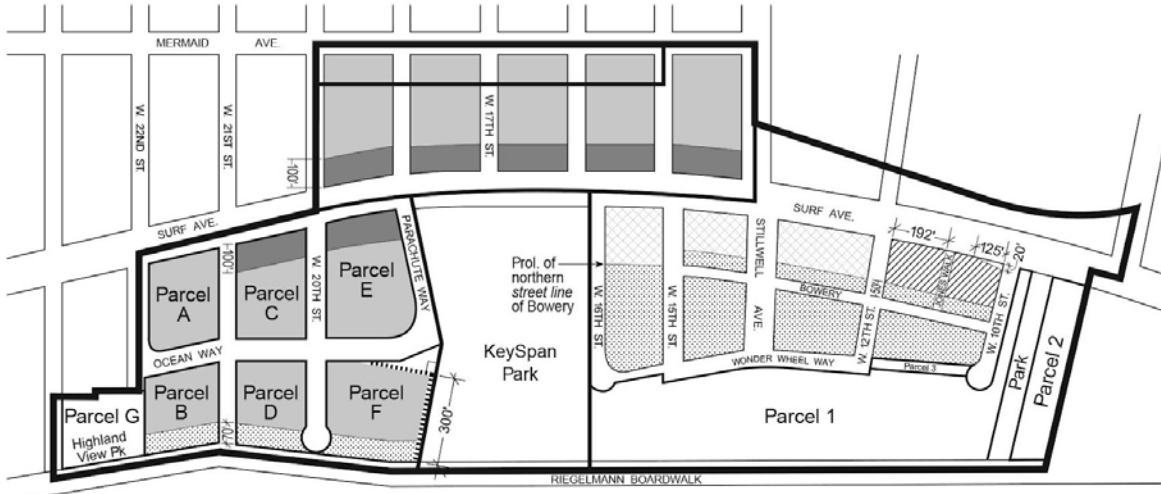 MERMAID AVE.
W. 22ND ST.
W. 21ST ST.
W. 17TH ST.
100'
SURF AVE.
100'
Parcel
A
Parcel
C
W. 20TH ST.
Parcel
E
PARACHUTE WAY
OCEAN WAY
Parcel
B
Parcel
D
Parcel
F
70'
300'
Parcel G
Highland
View Pk
KeySpan
Park
Prol. of
northern
street line
of Bowery
W. 16TH ST.
W. 15TH ST.
STILLWELL
AVE.
SURF AVE.
BOWERY
W. 12TH ST.
50'
192'
125'
20'
JONES WALK
W. 10TH ST.
WONDER WHEEL WAY
Parcel 3
Parcel 1
Park
Parcel 2
RIEGELMANN BOARDWALK